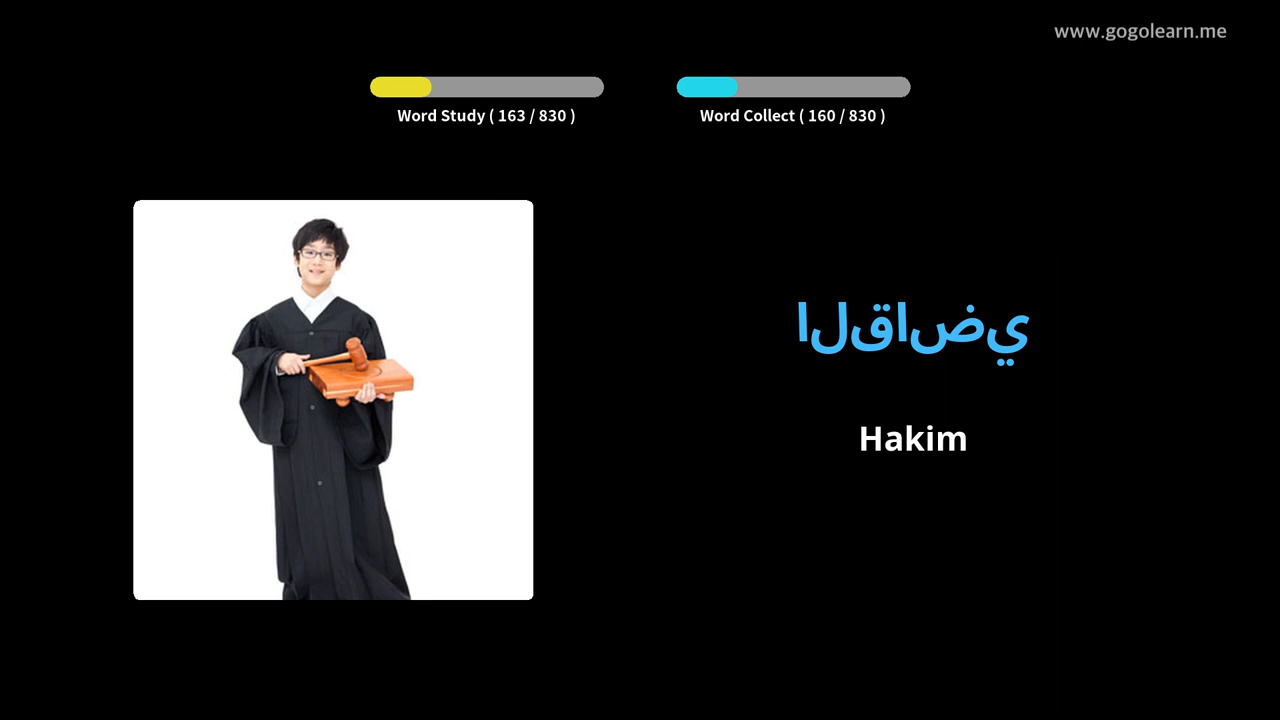 www.gogolearn.me
Word Study ( 163 / 830 )
Word Collect ( 160 / 830 )
القاضي
Hakim